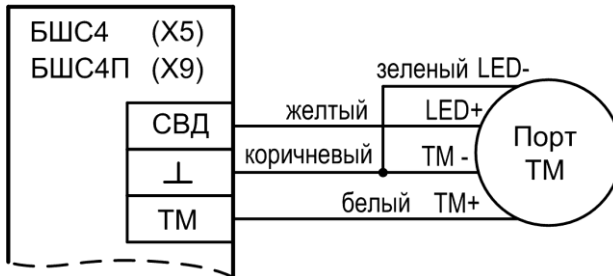 БШС4 (X5)
БШС4П (X9)
зеленый LED-
СВД желтый LED+
⊥ коричневый ТМ -
Порт
ТМ
ТМ белый ТМ+